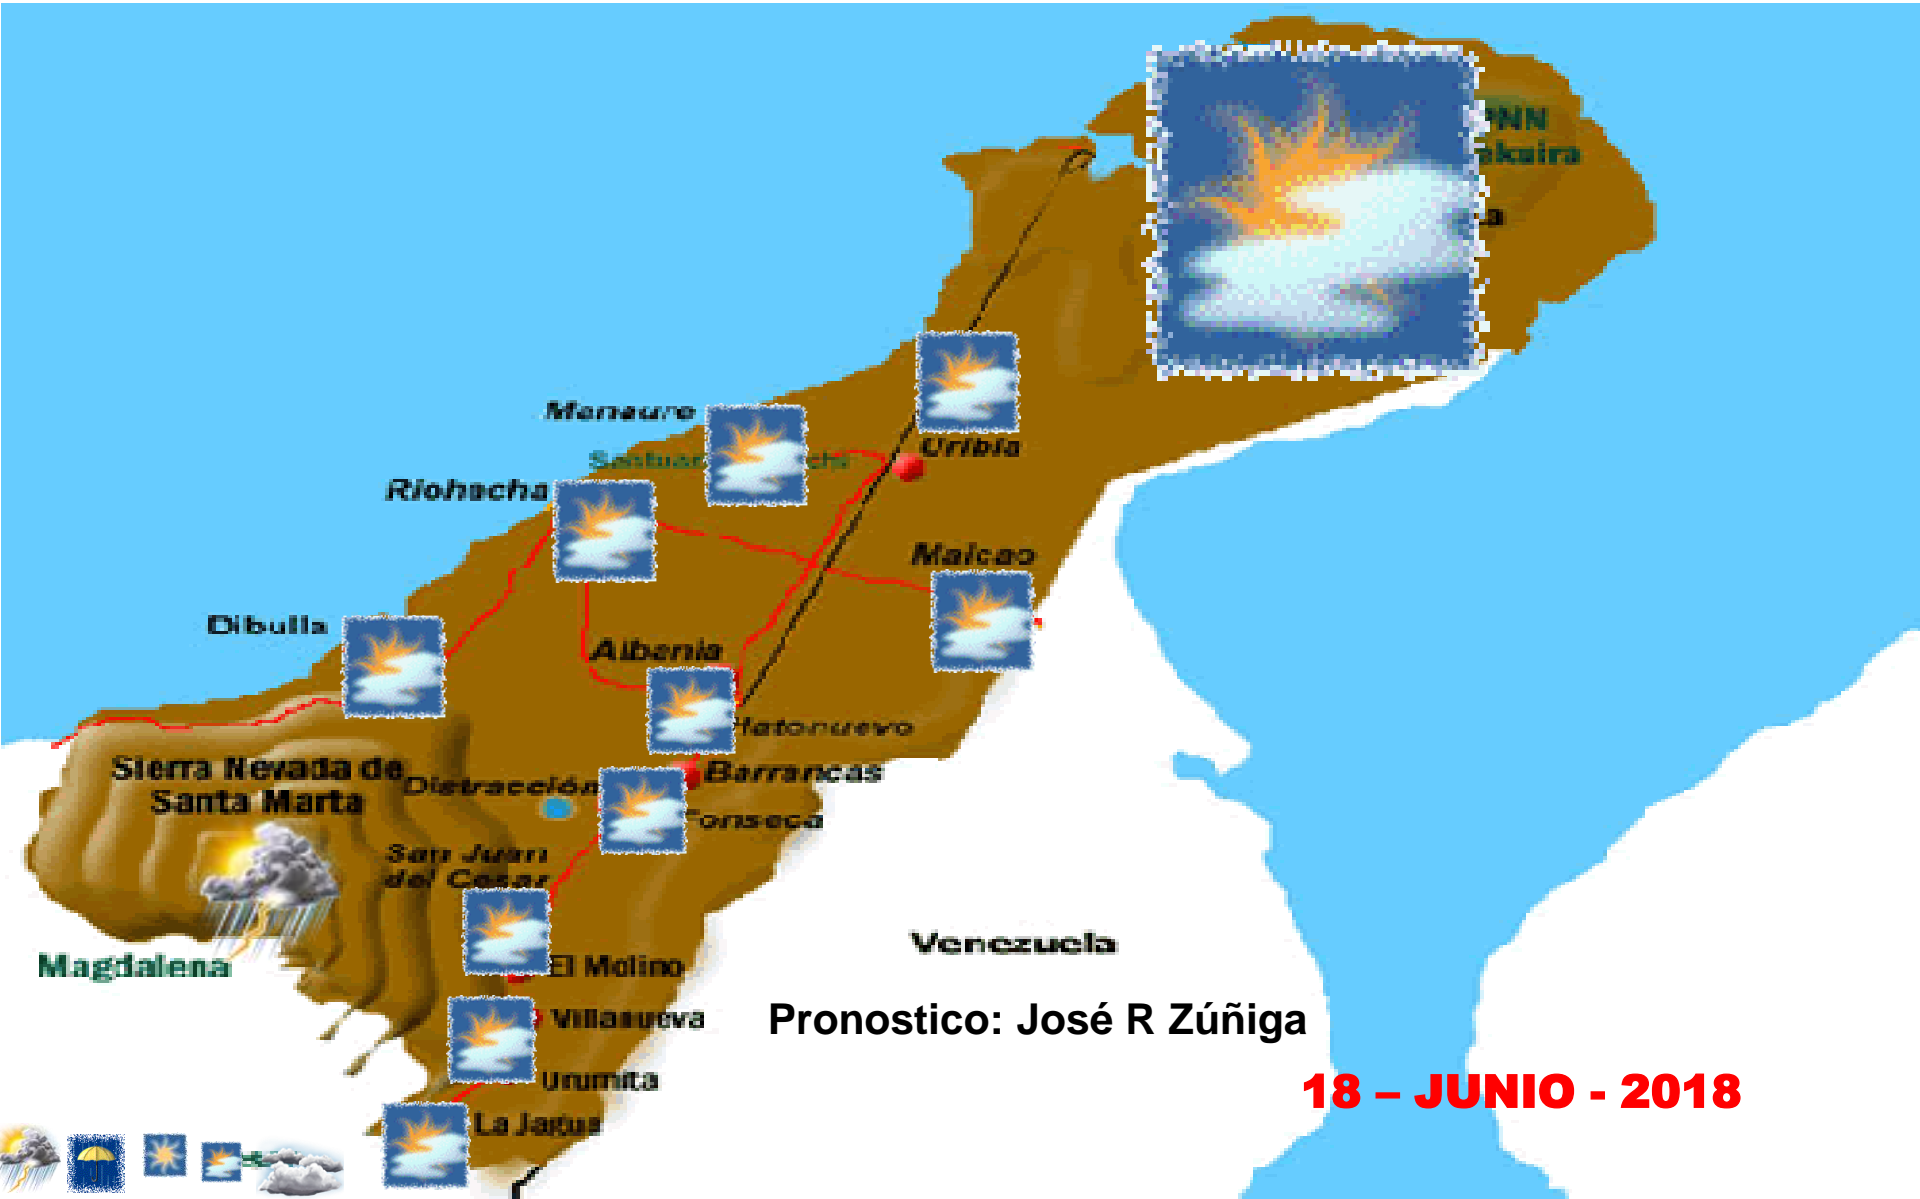 PNN
Manaure
Uribia
Riohacha
Maicao
Dibulla
Albania
Hatonuevo
Sierra Nevada de
Santa Marta
Distracción
Barrancas
Fonseca
San Juan
del Cesar
Venezuela
Magdalena
El Molino
Pronostico: José R Zúñiga
Villanueva
Urumita
18 – JUNIO - 2018
La Jagua